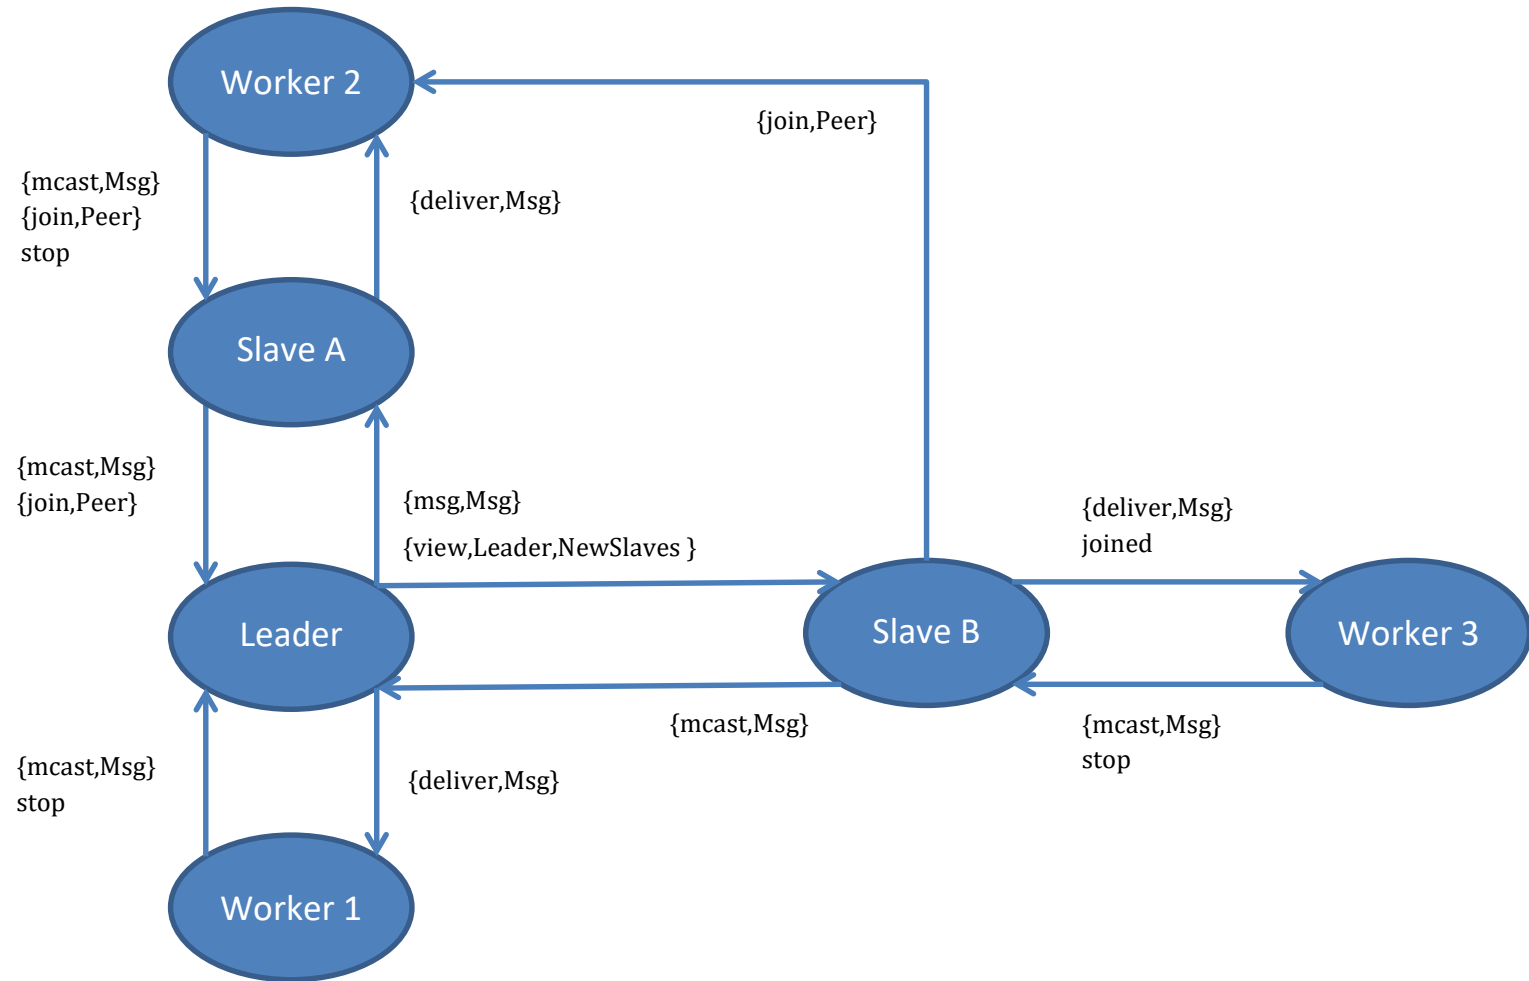 Worker 2
{join,Peer}
{mcast,Msg}
{join,Peer}
stop
{deliver,Msg}
Slave A
{mcast,Msg}
{join,Peer}
{msg,Msg}
{view,Leader,NewSlaves }
{deliver,Msg}
joined
Leader
Slave B
Worker 3
{mcast,Msg}
{mcast,Msg}
stop
{mcast,Msg}
stop
{deliver,Msg}
Worker 1